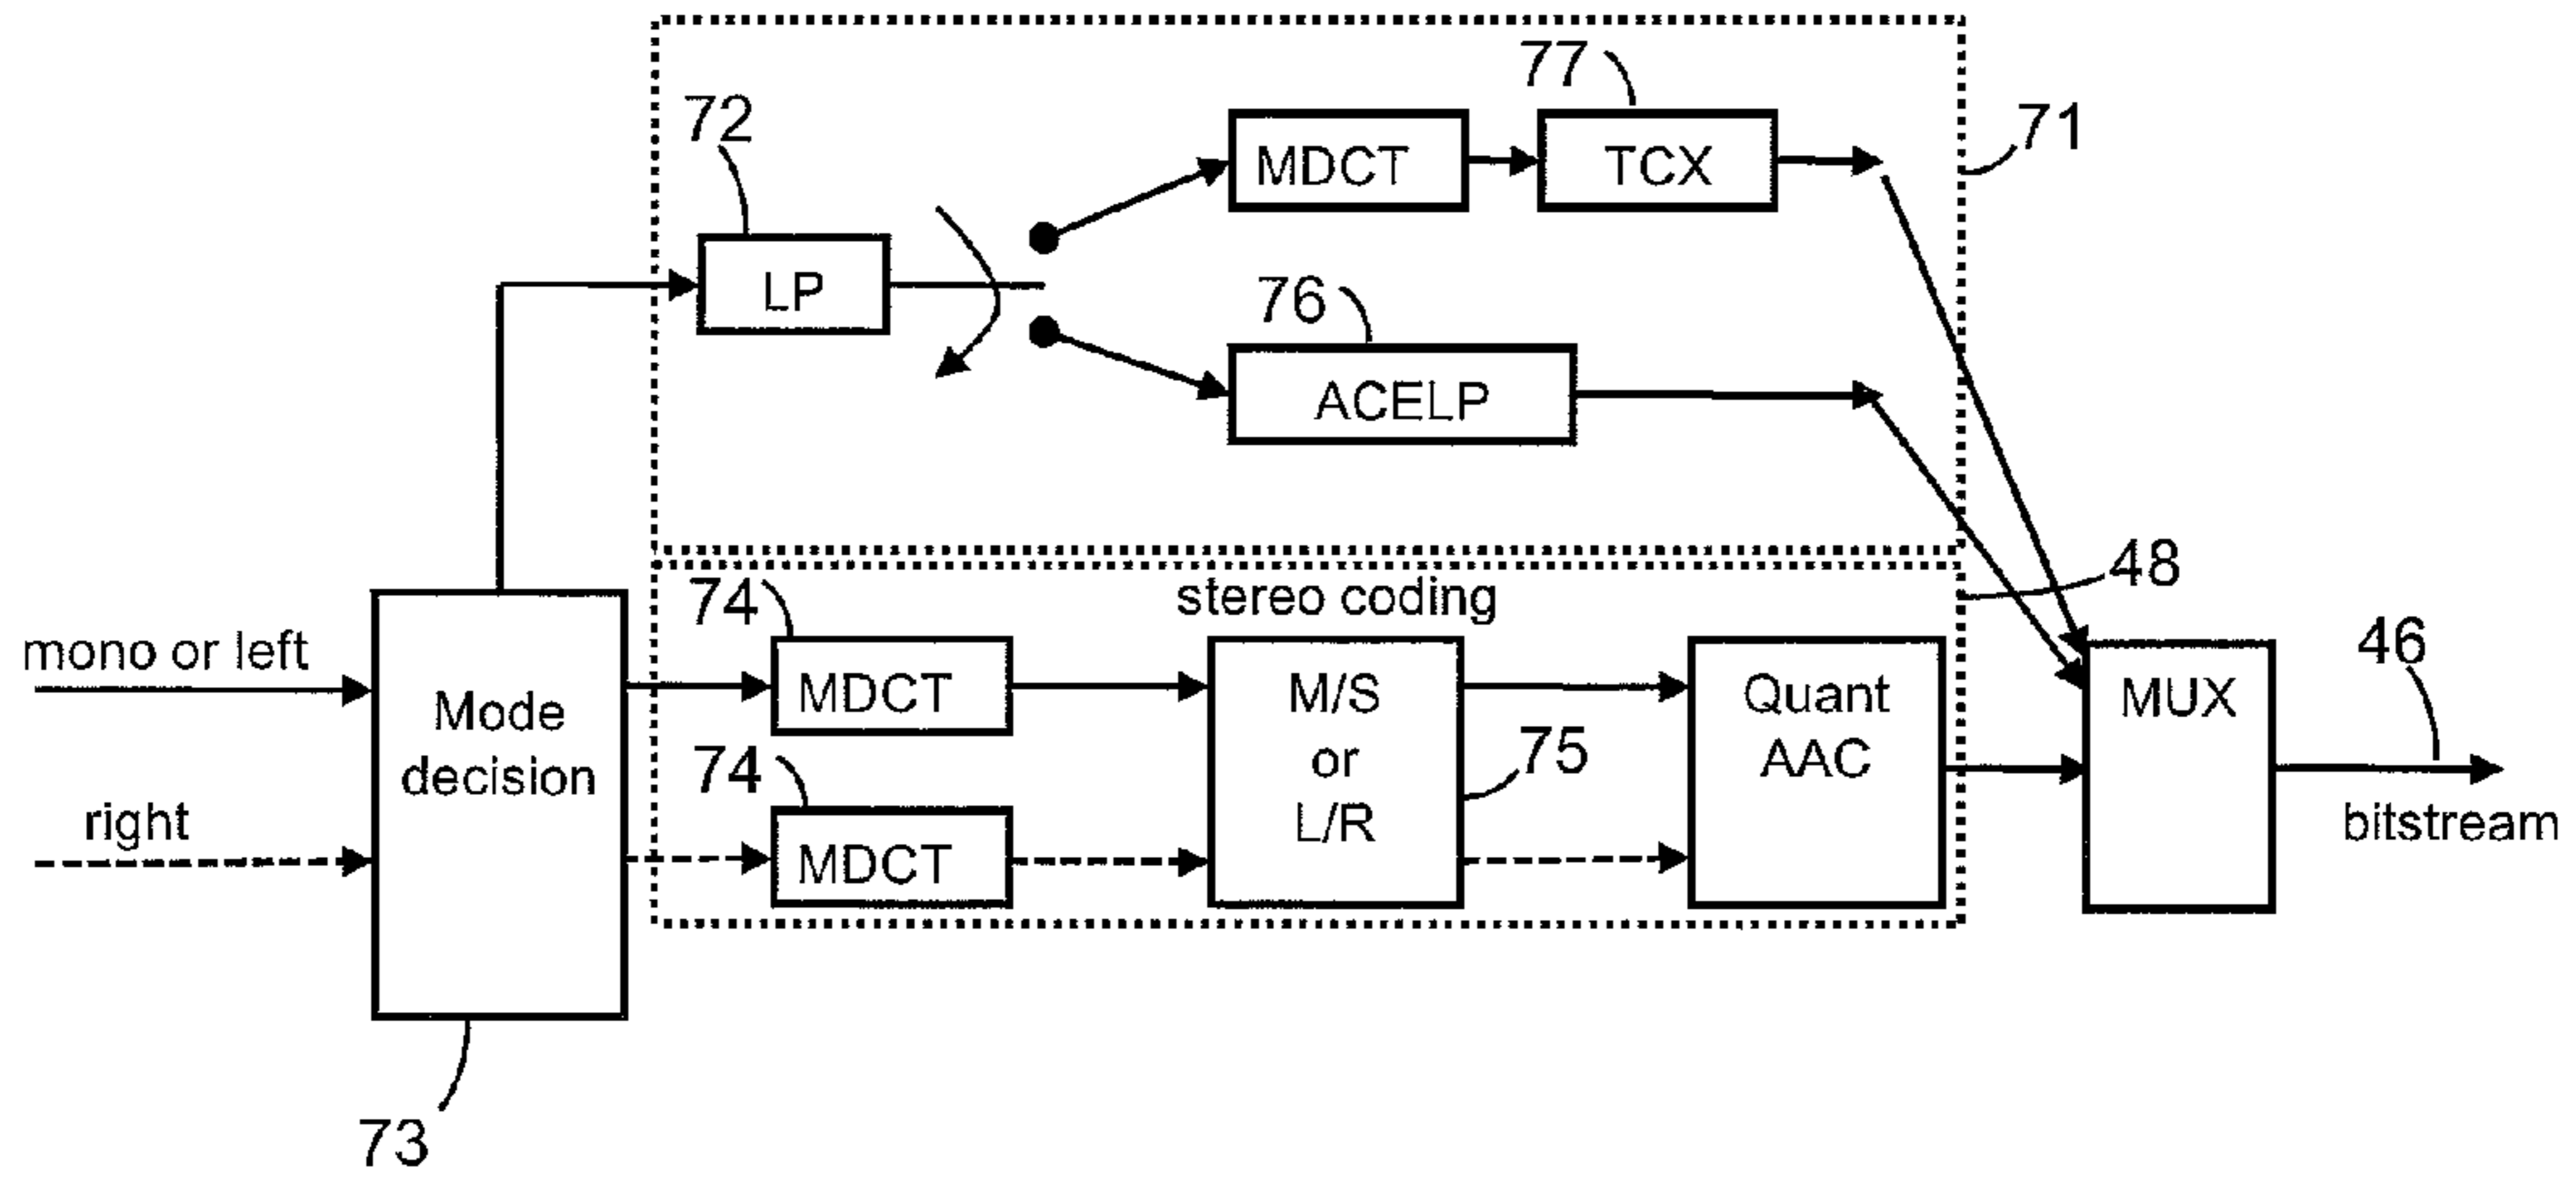 77
72
71
MDCT
TCX
LP
76
ACELP
48
74
stereo coding
mono or left
46
MDCT
M/S
or
L/R
Quant
AAC
MUX
Mode
decision
74
75
right
MDCT
bitstream
73